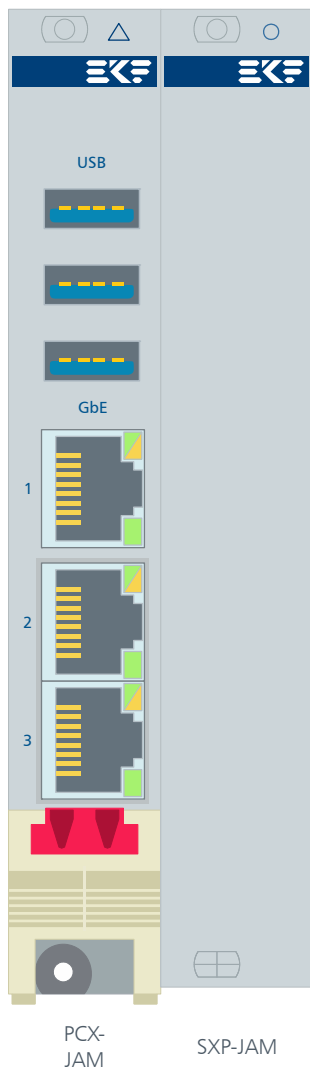 EKF
EKF
USB
GbE
1
2
3
PCX-
JAM
SXP-JAM